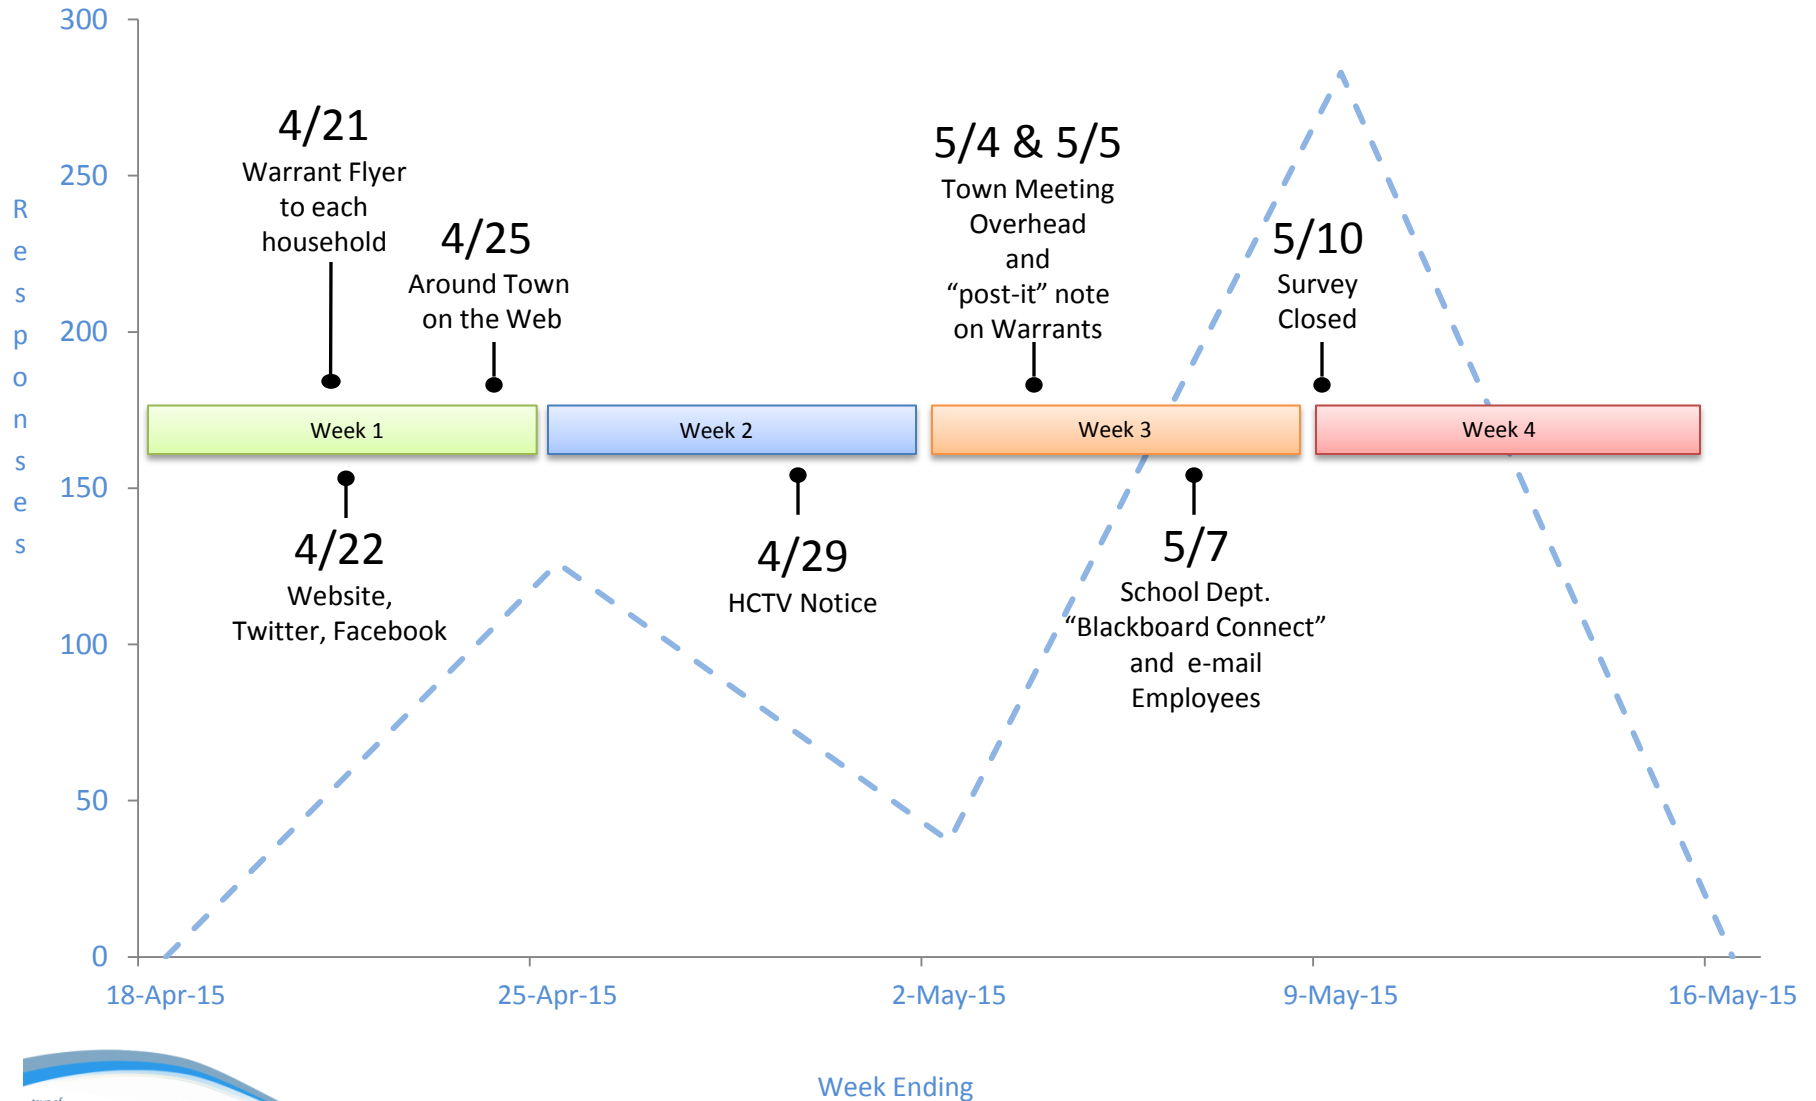 300
250
200
150
100
50
0
Responses
4/21
Warrant Flyer
to each
household
4/25
Around Town
on the Web
5/4 & 5/5
Town Meeting
Overhead
and
“post-it” note
on Warrants
5/10
Survey
Closed
Week 1
Week 2
Week 3
Week 4
4/22
Website,
Twitter, Facebook
4/29
HCTV Notice
5/7
School Dept.
“Blackboard Connect”
and  e-mail
Employees
18-Apr-15
25-Apr-15
2-May-15
9-May-15
16-May-15
Week Ending